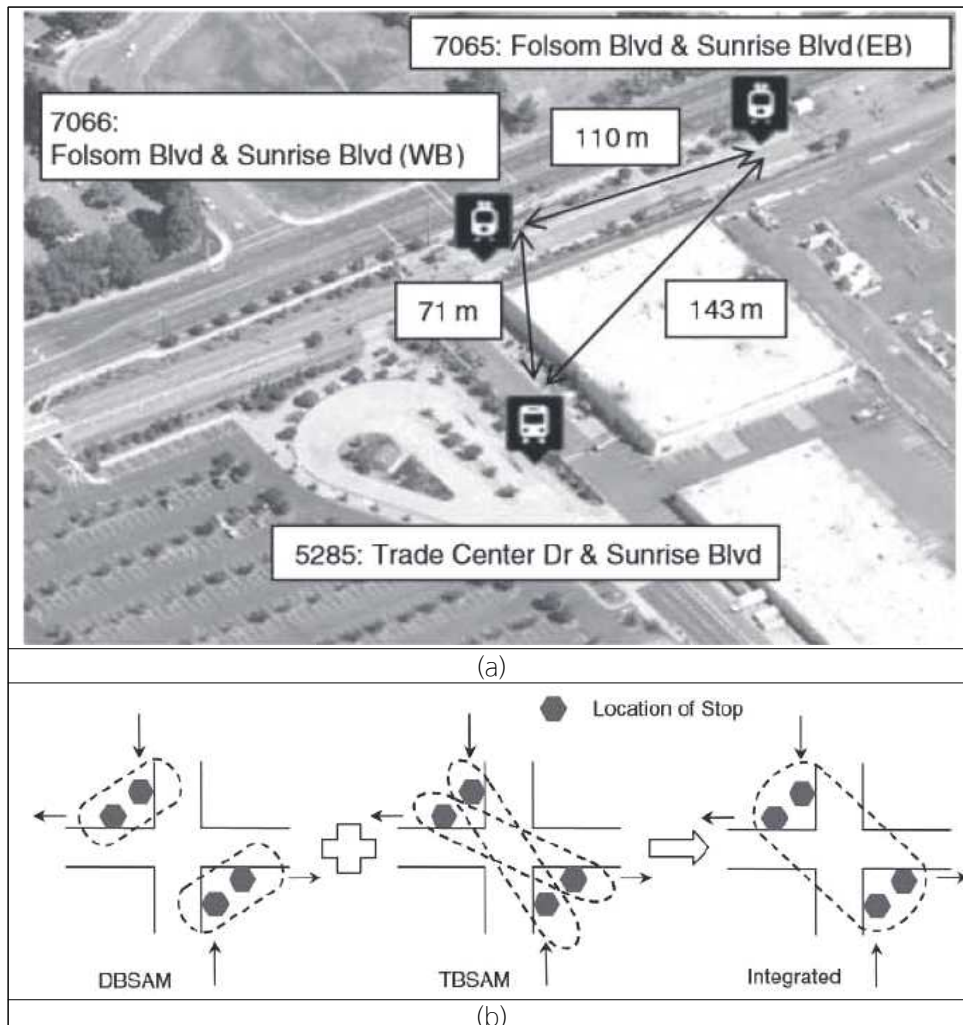 7065: Folsom Blvd & Sunrise Blvd (EB)
7066:
Folsom Blvd & Sunrise Blvd (WB)
110 m
71 m
143 m
5285: Trade Center Dr & Sunrise Blvd
(a)
Location of Stop
DBSAM
TBSAM
Integrated
(b)